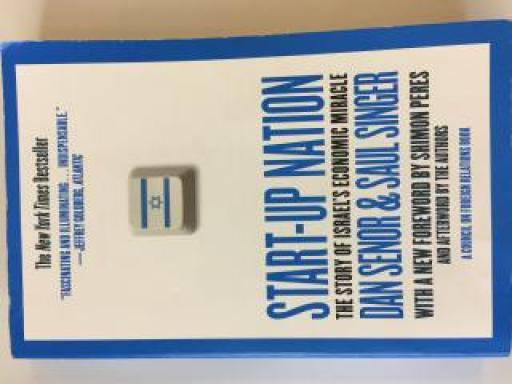 The New York Times Bestseller
"FASCINATING AND ILLUMINATING. . . . INDISPENSABLE."
—JEFFREY GOLDBERG, ATLANTIC
START-UP NATION
THE STORY OF ISRAEL'S ECONOMIC MIRACLE
DAN SENOR & SAUL SINGER
WITH A NEW FOREWORD BY SHIMON PERES
AND AFTERWORD BY THE AUTHORS
A COUNCIL ON FOREIGN RELATIONS BOOK